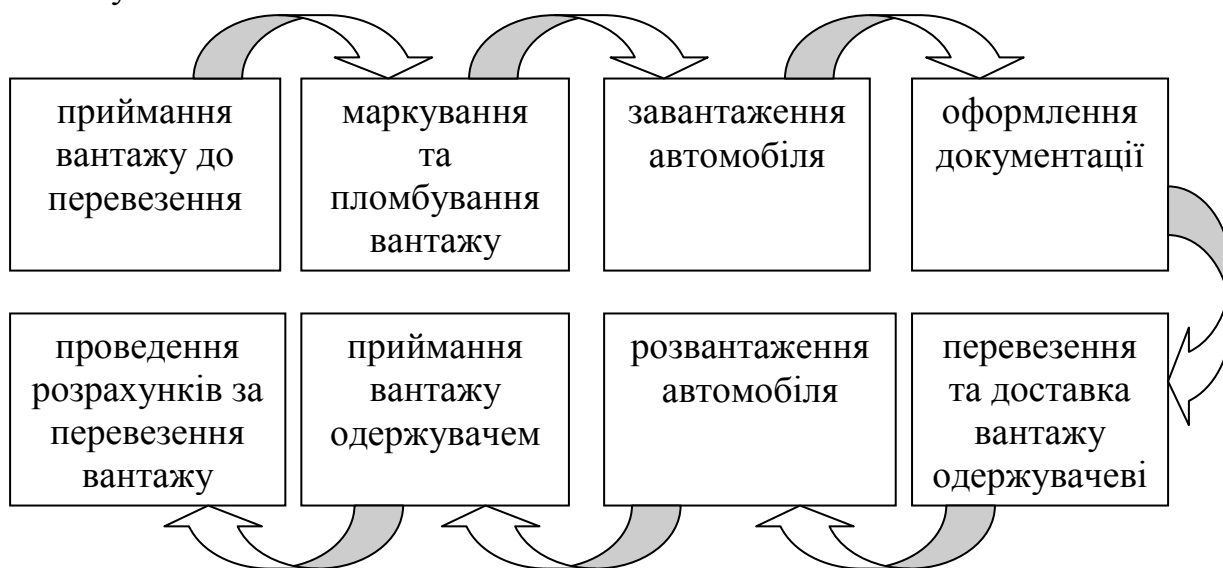 приймання
вантажу до
перевезення
маркування
та
пломбування
вантажу
завантаження
автомобіля
оформлення
документації
перевезення
та доставка
вантажу
одержувачеві
розвантаження
автомобіля
приймання
вантажу
одержувачем
проведення
розрахунків за
перевезення
вантажу